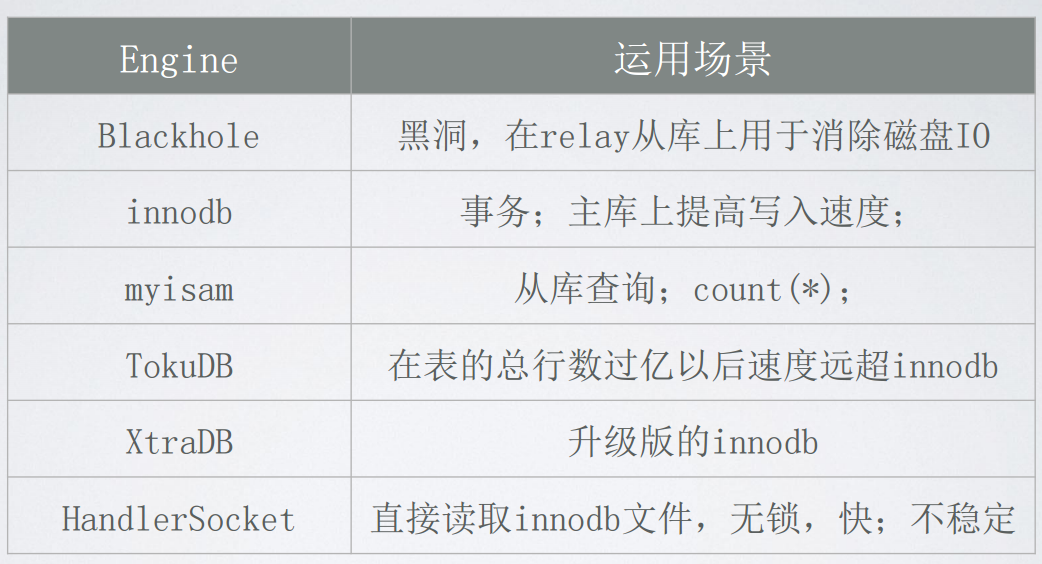 Engine 运用场景
Blackhole 黑洞，在relay从库上用于消除磁盘IO
innodb 事务；主库上提高写入速度；
myisam 从库查询；count(*)；
TokuDB 在表的总行数过亿以后速度远超innodb
XtraDB 升级版的innodb
HandlerSocket 直接读取innodb文件，无锁，快；不稳定